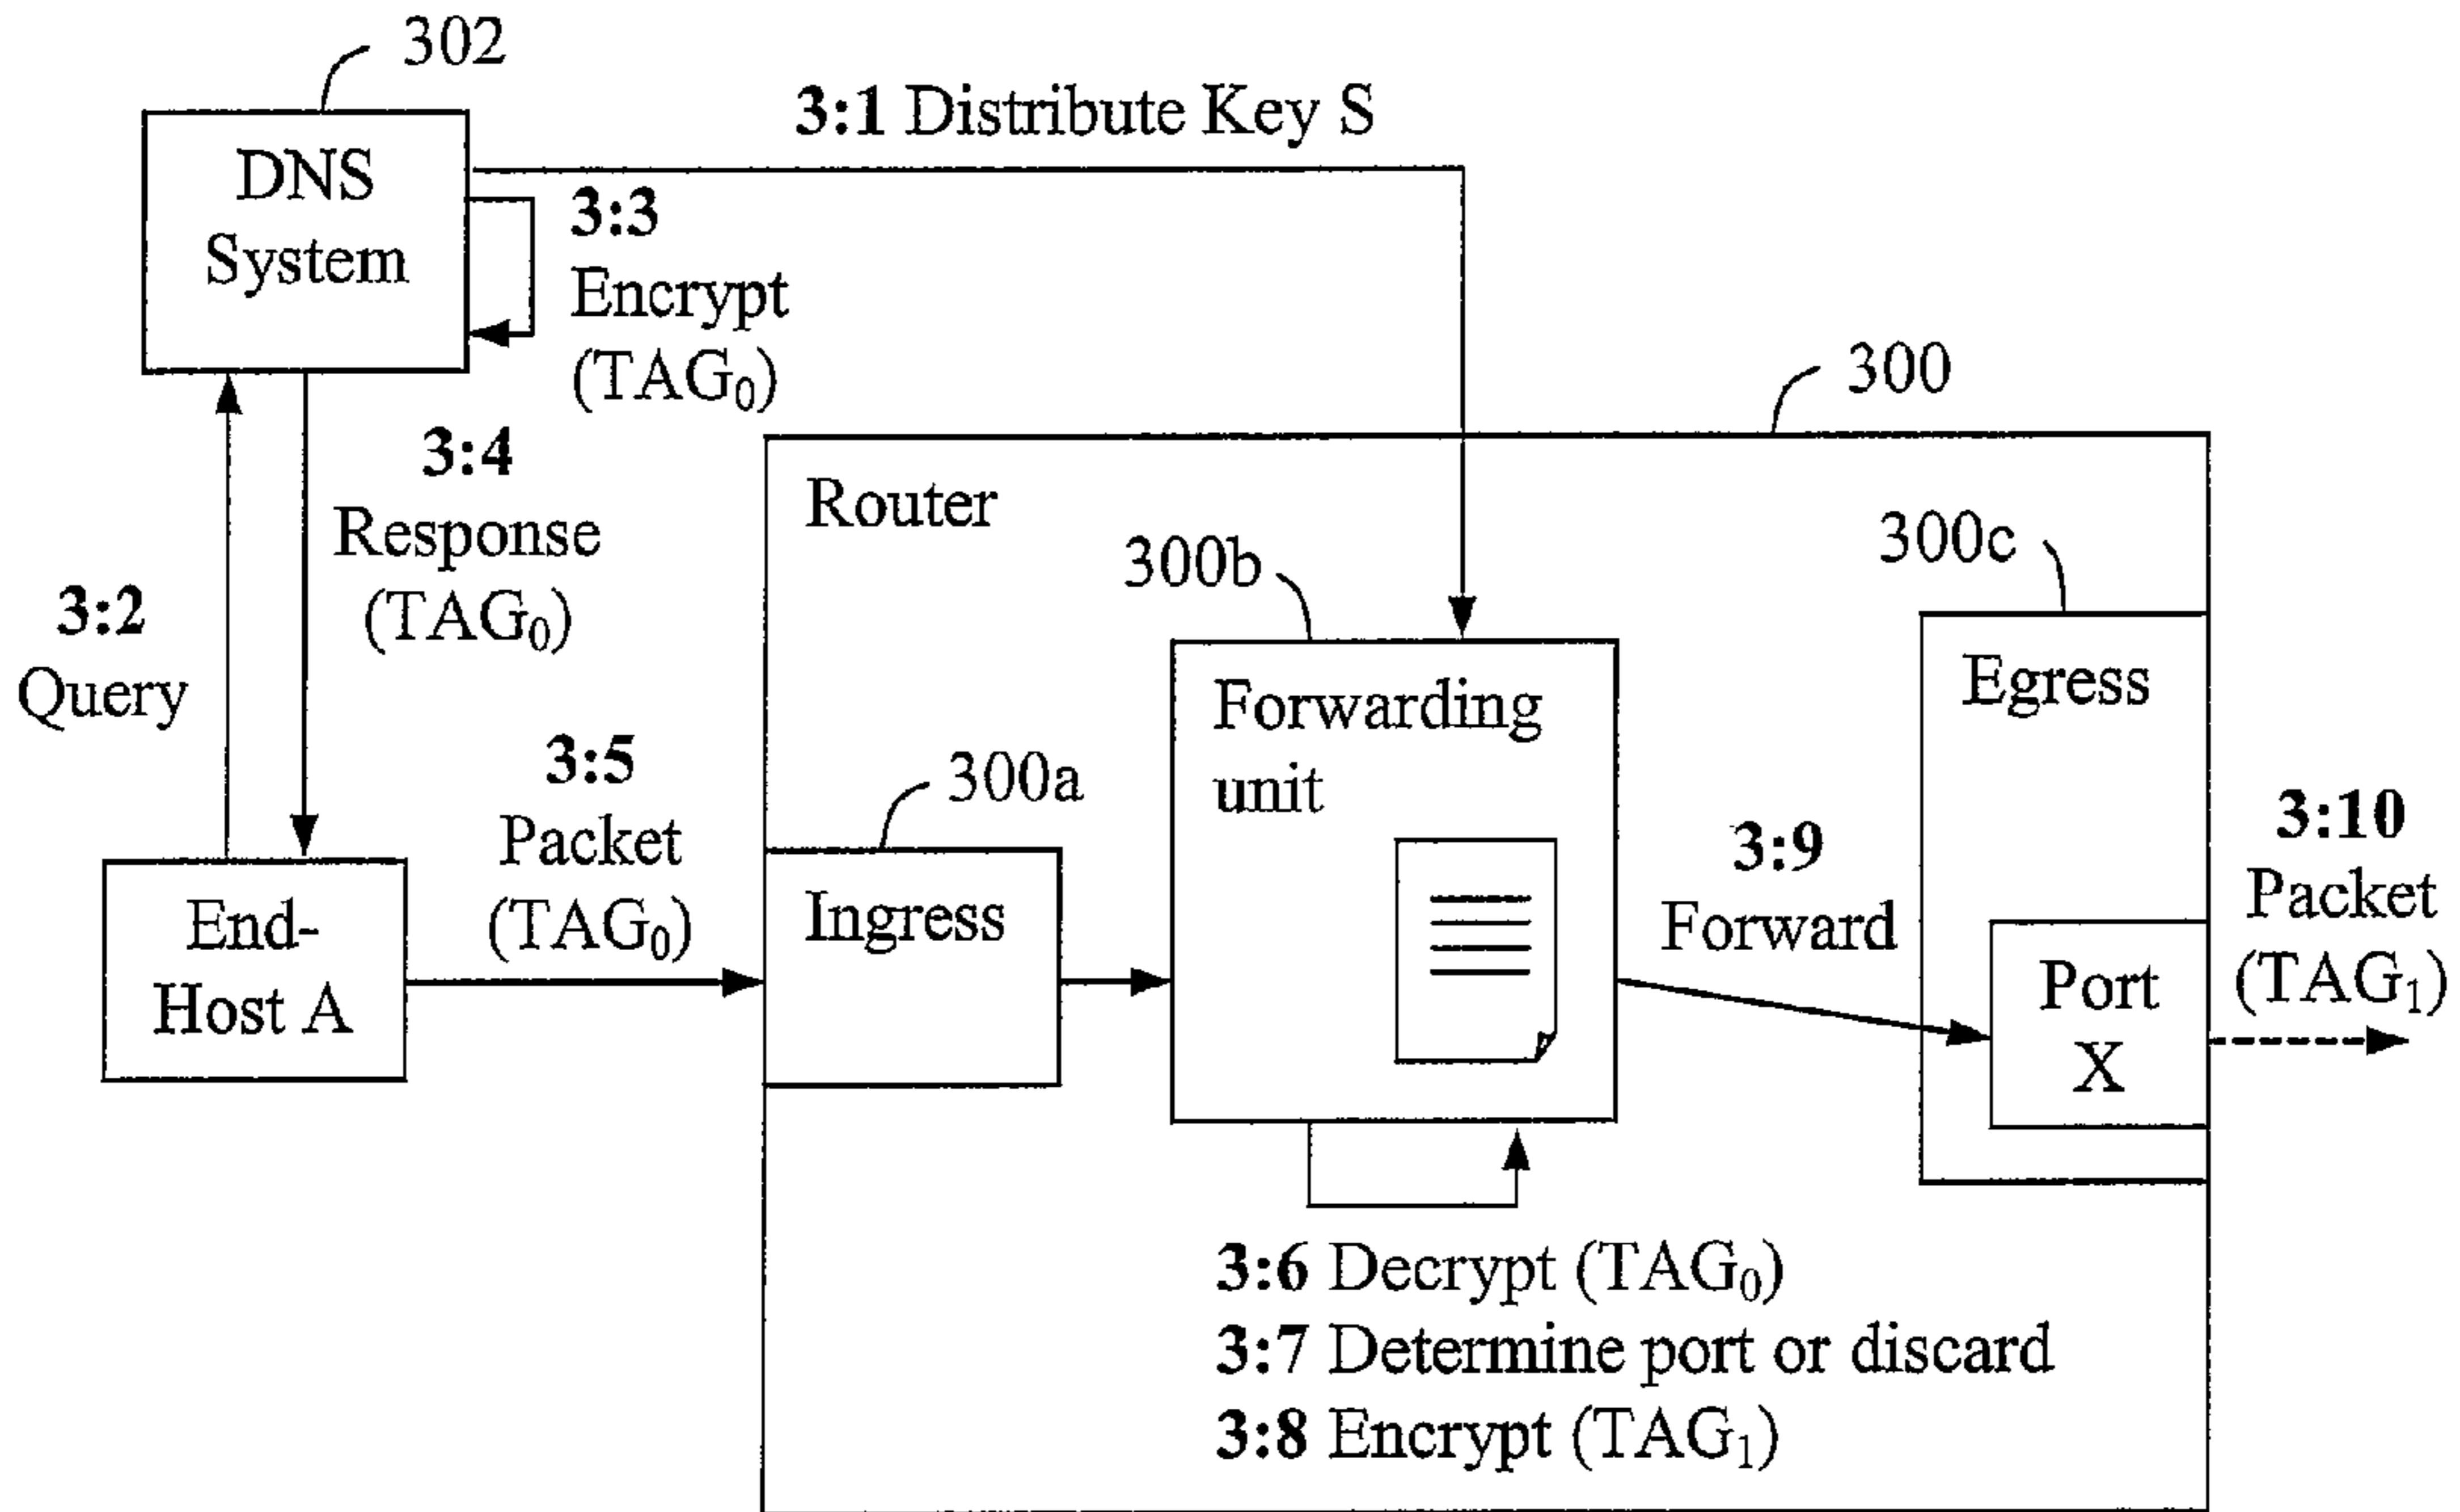 302
3:1 Distribute Key S
DNS
System
3:3
Encrypt
(TAG₀)
300
3:4
Response
(TAG₀)
Router
300b
300c
3:2
Query
Forwarding
unit
Egress
3:5
Packet
(TAG₀)
300a
3:9
Forward
3:10
Packet
(TAG₁)
End-
Host A
Ingress
Port
X
3:6 Decrypt (TAG₀)
3:7 Determine port or discard
3:8 Encrypt (TAG₁)